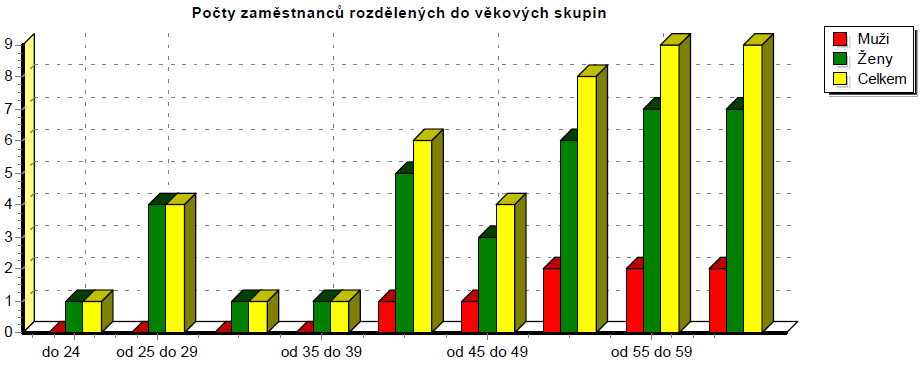 Počty zaměstnanců rozdělených do věkových skupin
Muži
Ženy
Celkem
9
8
7
6
5
4
3
2
1
0
do 24
od 25 do 29
od 35 do 39
od 45 do 49
od 55 do 59